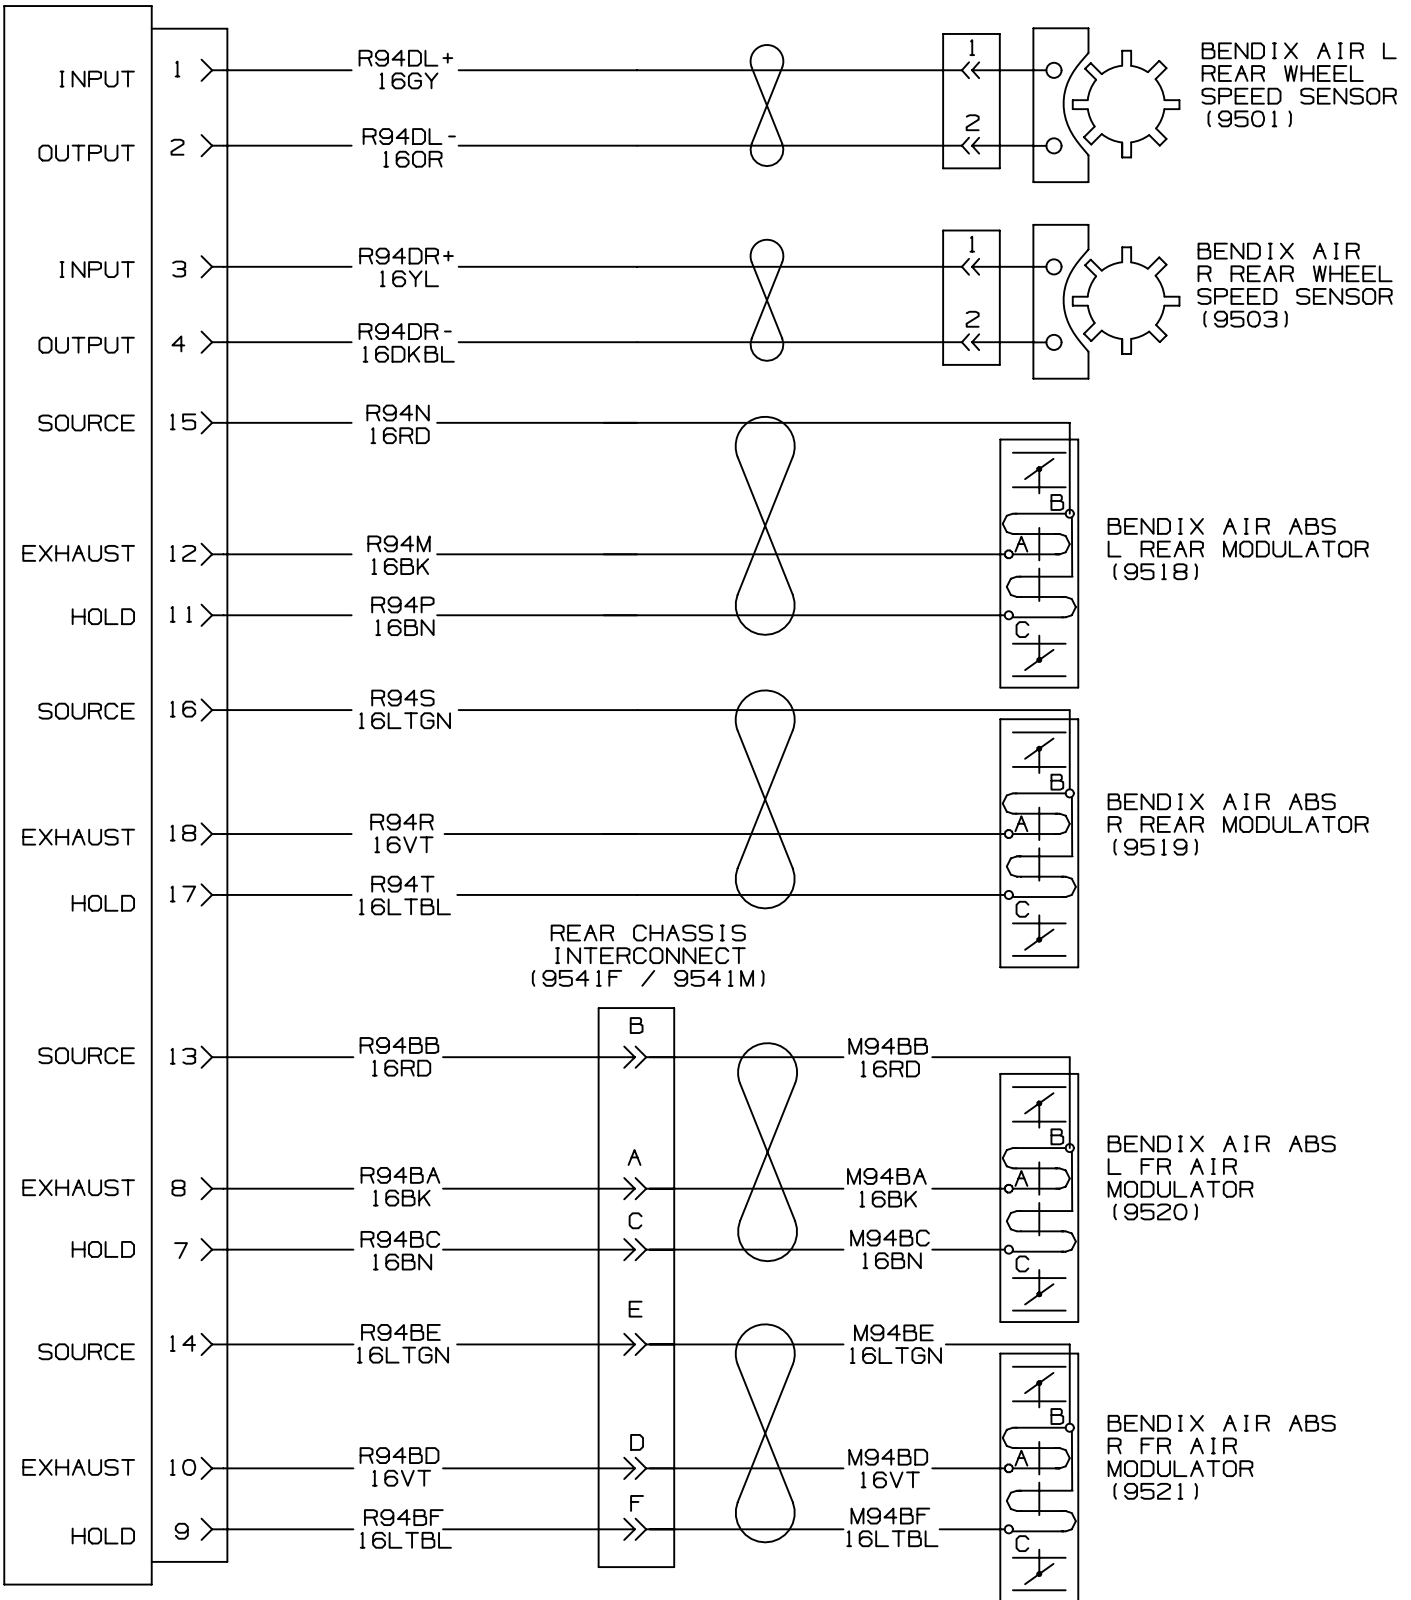 INPUT 1 R94DL+ 1 BENDIX AIR L
16GY REAR WHEEL
SPEED SENSOR
(9501)
OUTPUT 2 R94DL- 2
16OR
INPUT 3 R94DR+ 1 BENDIX AIR
16YL R REAR WHEEL
SPEED SENSOR
(9503)
OUTPUT 4 R94DR- 2
16DKBL
SOURCE 15 R94N
16RD
B
EXHAUST 12 R94M A BENDIX AIR ABS
16BK L REAR MODULATOR
(9518)
HOLD 11 R94P
16BN C
SOURCE 16 R94S
16LTGN
B
EXHAUST 18 R94R A BENDIX AIR ABS
16VT R REAR MODULATOR
(9519)
HOLD 17 R94T
16LTBL C
REAR CHASSIS
INTERCONNECT
(9541F / 9541M)
SOURCE 13 R94BB B M94BB
16RD 16RD
B BENDIX AIR ABS
L FR AIR
MODULATOR
(9520)
EXHAUST 8 R94BA A M94BA A
16BK 16BK
HOLD 7 R94BC C M94BC
16BN 16BN C
SOURCE 14 R94BE E M94BE
16LTGN 16LTGN
B BENDIX AIR ABS
R FR AIR
MODULATOR
(9521)
EXHAUST 10 R94BD D M94BD A
16VT 16VT
HOLD 9 R94BF F M94BF
16LTBL 16LTBL C